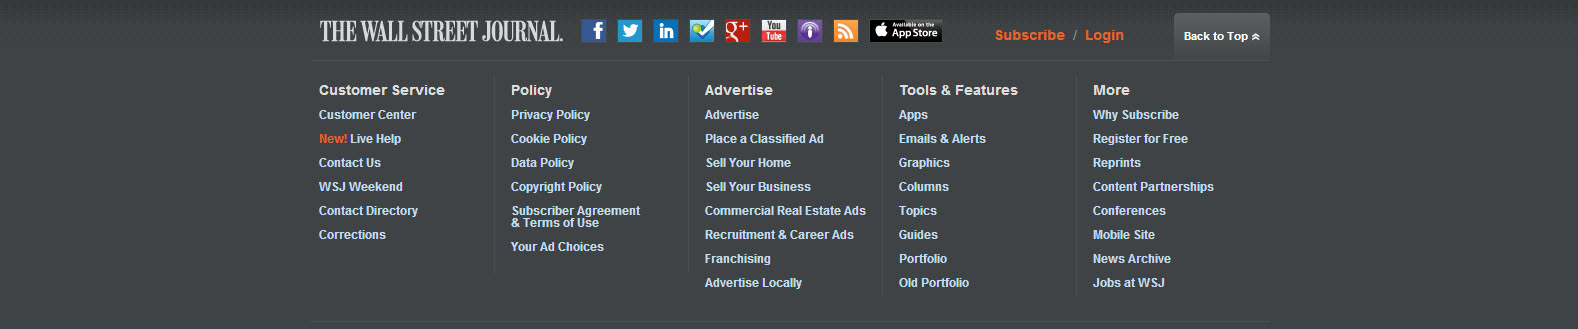 THE WALL STREET JOURNAL.
f
in
g+
You Tube
Available on the App Store
Subscribe / Login
Back to Top
Customer Service
Customer Center
New! Live Help
Contact Us
WSJ Weekend
Contact Directory
Corrections
Policy
Privacy Policy
Cookie Policy
Data Policy
Copyright Policy
Subscriber Agreement
& Terms of Use
Your Ad Choices
Advertise
Advertise
Place a Classified Ad
Sell Your Home
Sell Your Business
Commercial Real Estate Ads
Recruitment & Career Ads
Franchising
Advertise Locally
Tools & Features
Apps
Emails & Alerts
Graphics
Columns
Topics
Guides
Portfolio
Old Portfolio
More
Why Subscribe
Register for Free
Reprints
Content Partnerships
Conferences
Mobile Site
News Archive
Jobs at WSJ